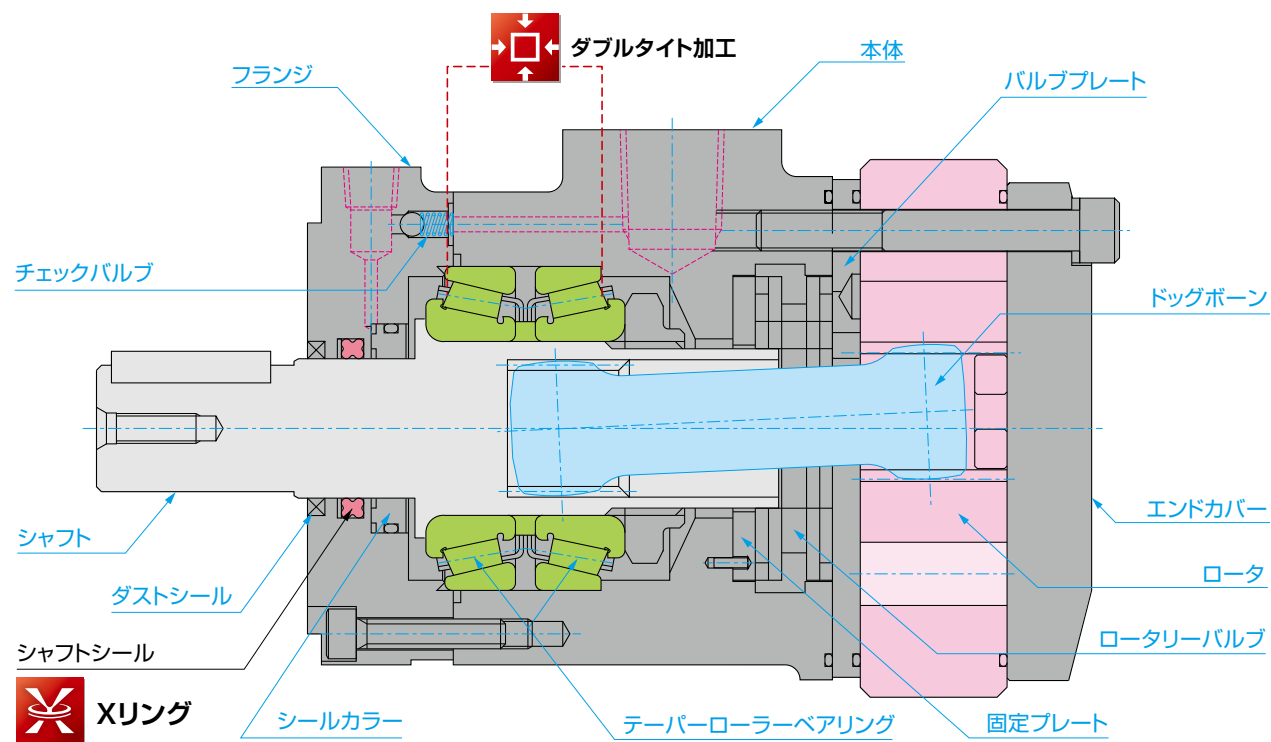 ダブルタイト加工
本体
フランジ
バルブプレート
チェックバルブ
ドッグボーン
エンドカバー
シャフト
ロータ
ダストシール
ロータリーバルブ
シャフトシール
Xリング
シールカラー
テーパーローラーベアリング
固定プレート